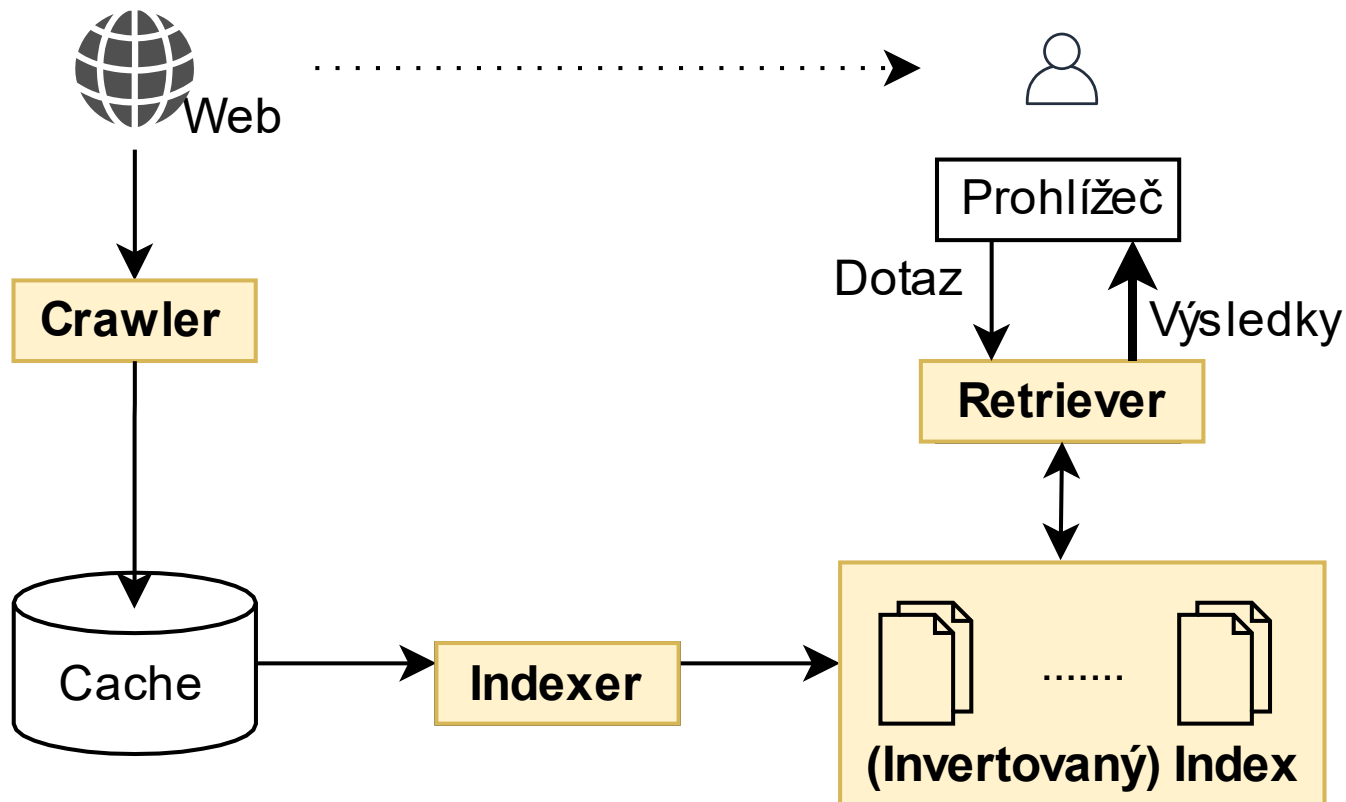 Web
Prohlížeč
Dotaz
Výsledky
Crawler
Retriever
Cache
Indexer
.......
(Invertovaný) Index